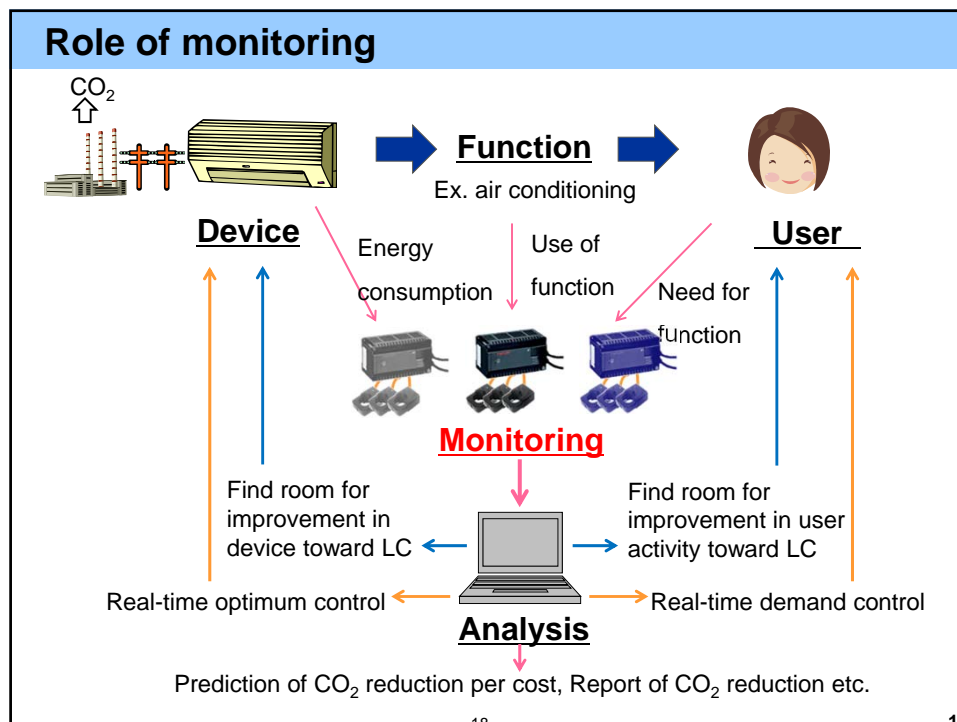 Role of monitoring
CO2
Function
Ex. air conditioning
Device
User
Energy
consumption
Use of
function
Need for
function
Monitoring
Find room for
improvement in
device toward LC
Find room for
improvement in user
activity toward LC
Real-time optimum control
Real-time demand control
Analysis
Prediction of CO2 reduction per cost, Report of CO2 reduction etc.
18
1